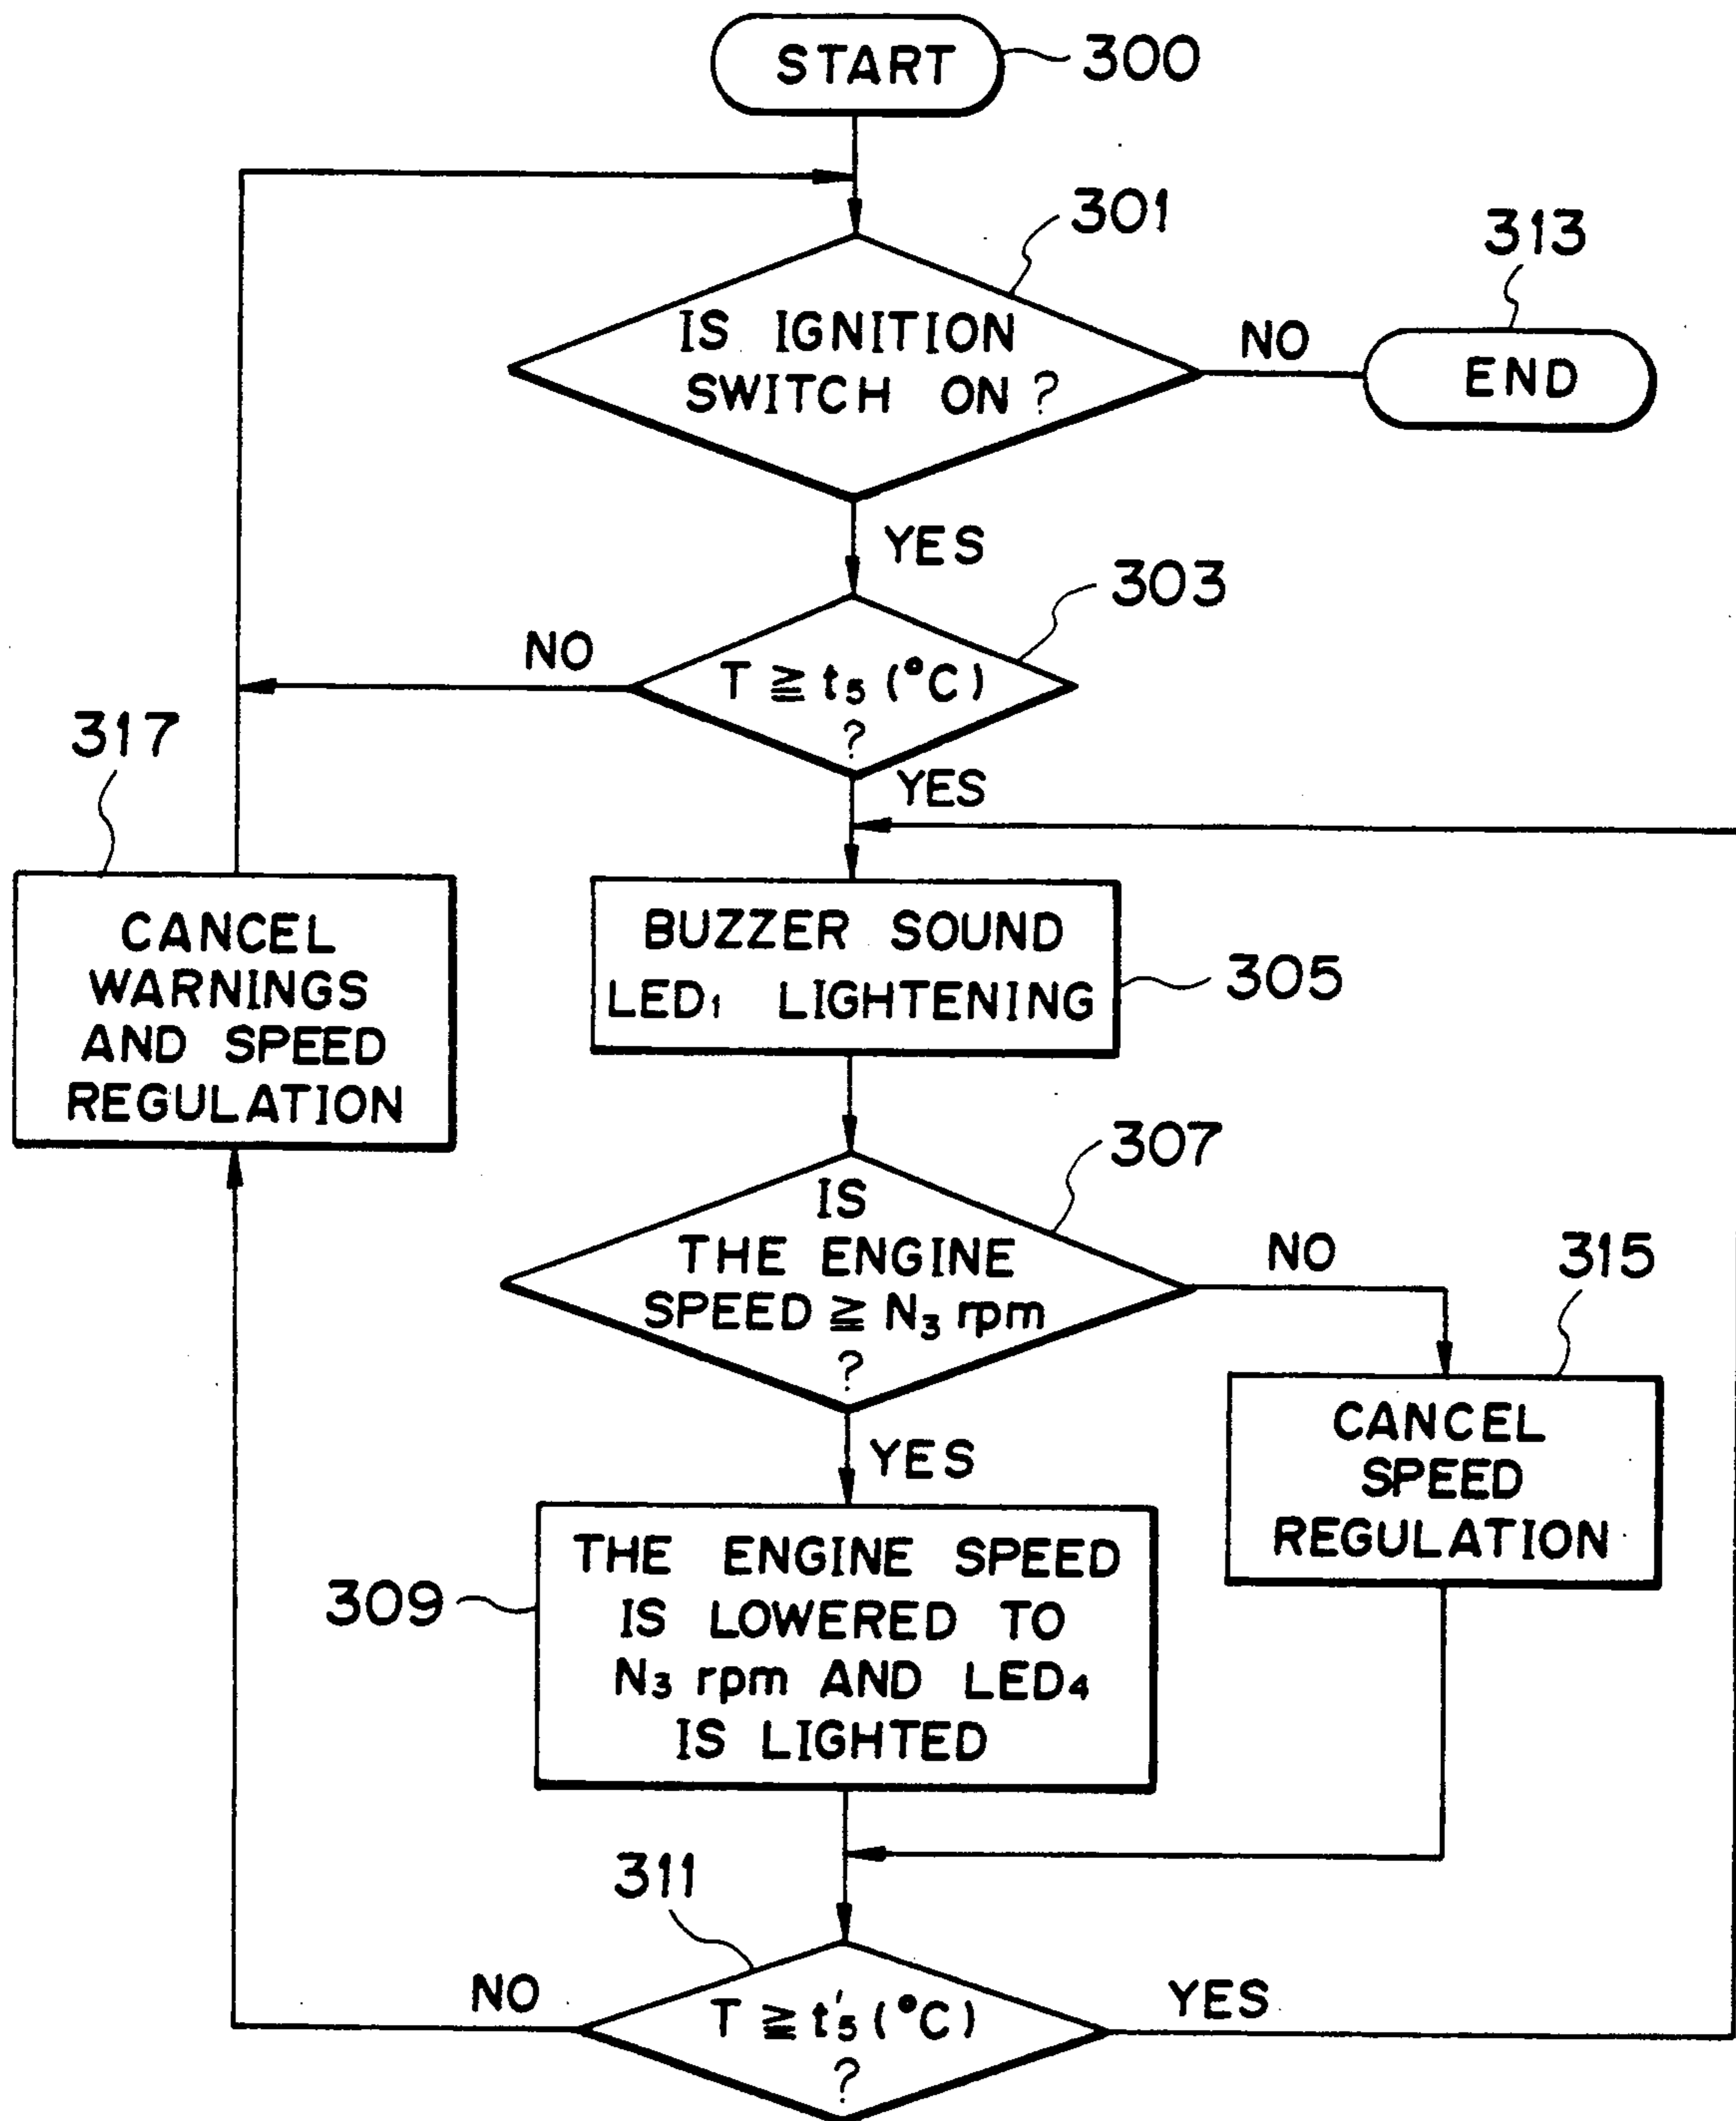 START
300
301
IS IGNITION
SWITCH ON ?
NO
313
END
YES
303
T ≧ t₅ (°C)
?
NO
YES
317
CANCEL
WARNINGS
AND SPEED
REGULATION
BUZZER SOUND
LED₁ LIGHTENING
305
307
IS
THE ENGINE
SPEED ≧ N₃ rpm
?
NO
315
CANCEL
SPEED
REGULATION
YES
309
THE ENGINE SPEED
IS LOWERED TO
N₃ rpm AND LED₄
IS LIGHTED
311
T ≧ t'₅ (°C)
?
NO
YES